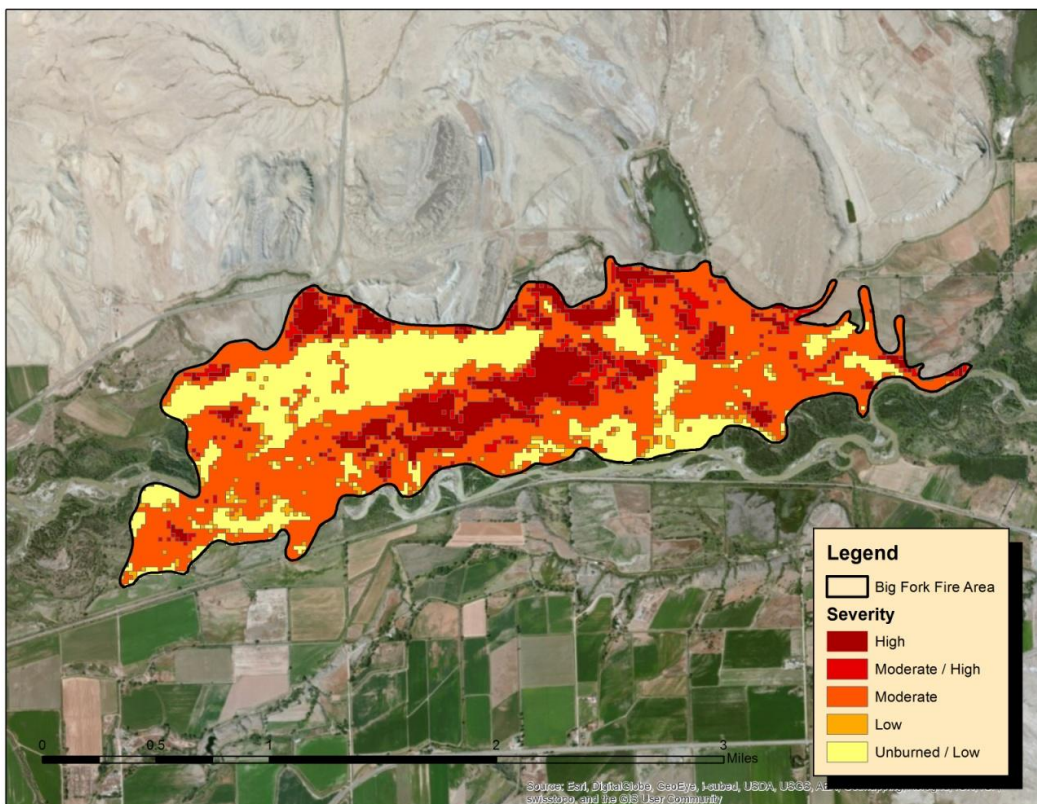 Legend
Big Fork Fire Area
Severity
High
Moderate / High
Moderate
Low
Unburned / Low
0 0.5 1 2 3
Miles
Source: Esri, DigitalGlobe, GeoEye, i-cubed, USDA, USGS,
swisstopo, and the GIS User Community